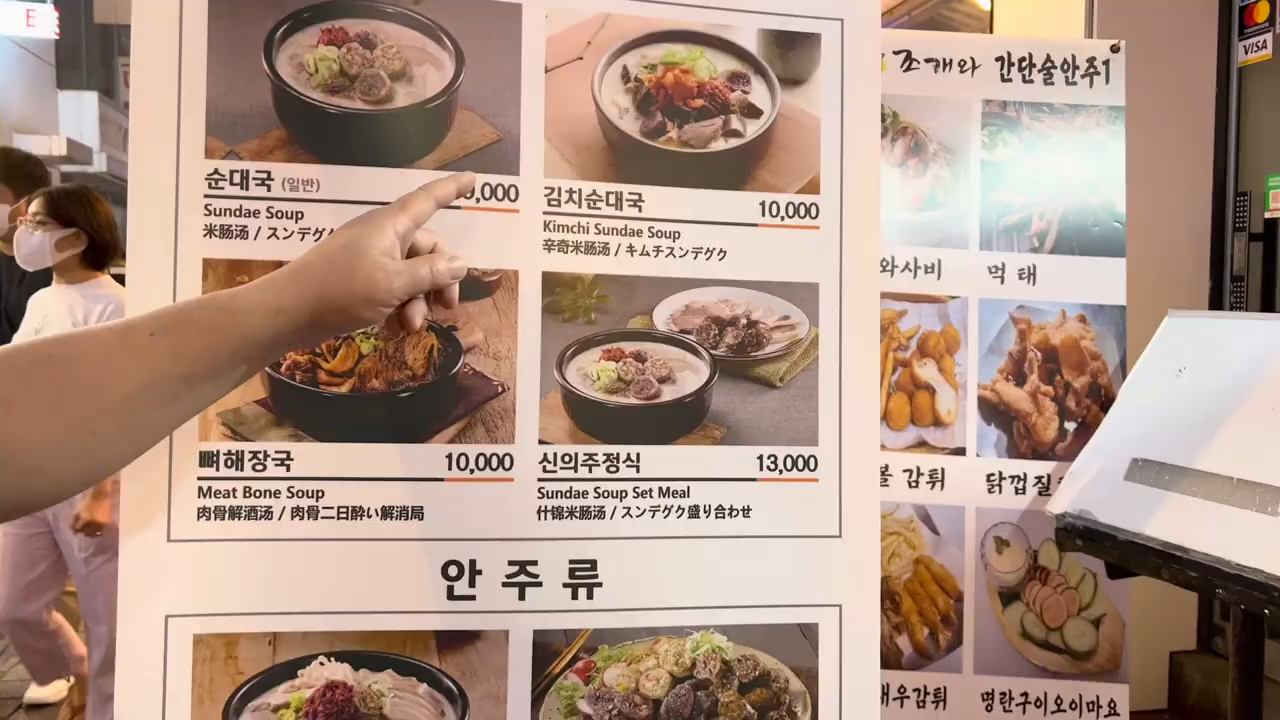 순대국 (일반)
,000
Sundae Soup
米肠汤 / スンデグ
김치순대국 10,000
Kimchi Sundae Soup
辛奇米肠汤 / キムチスンデグク
뼈해장국 10,000
Meat Bone Soup
肉骨解酒汤 / 肉骨二日酔い解消局
신의주정식 13,000
Sundae Soup Set Meal
什锦米肠汤 / スンデグク盛り合わせ
안주류
조개와 간단술안주1
와사비 먹태
볼 감튀 닭껍질
새우감튀 명란구이오이마요
VISA